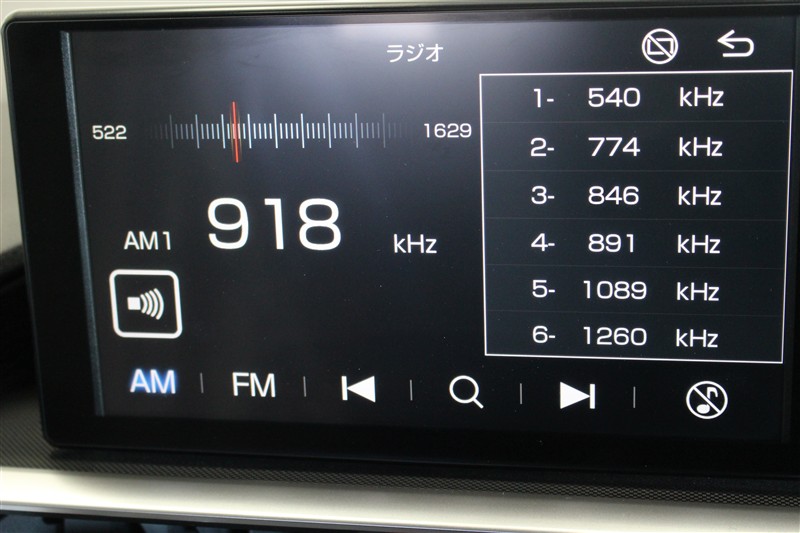 ラジオ
522 1629
AM1 918 kHz
1- 540 kHz
2- 774 kHz
3- 846 kHz
4- 891 kHz
5- 1089 kHz
6- 1260 kHz
AM FM